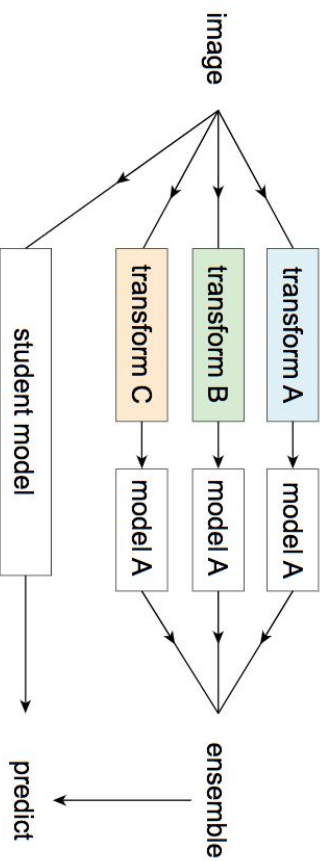 image
transform A
model A
transform B
model A
transform C
model A
ensemble
student model
predict